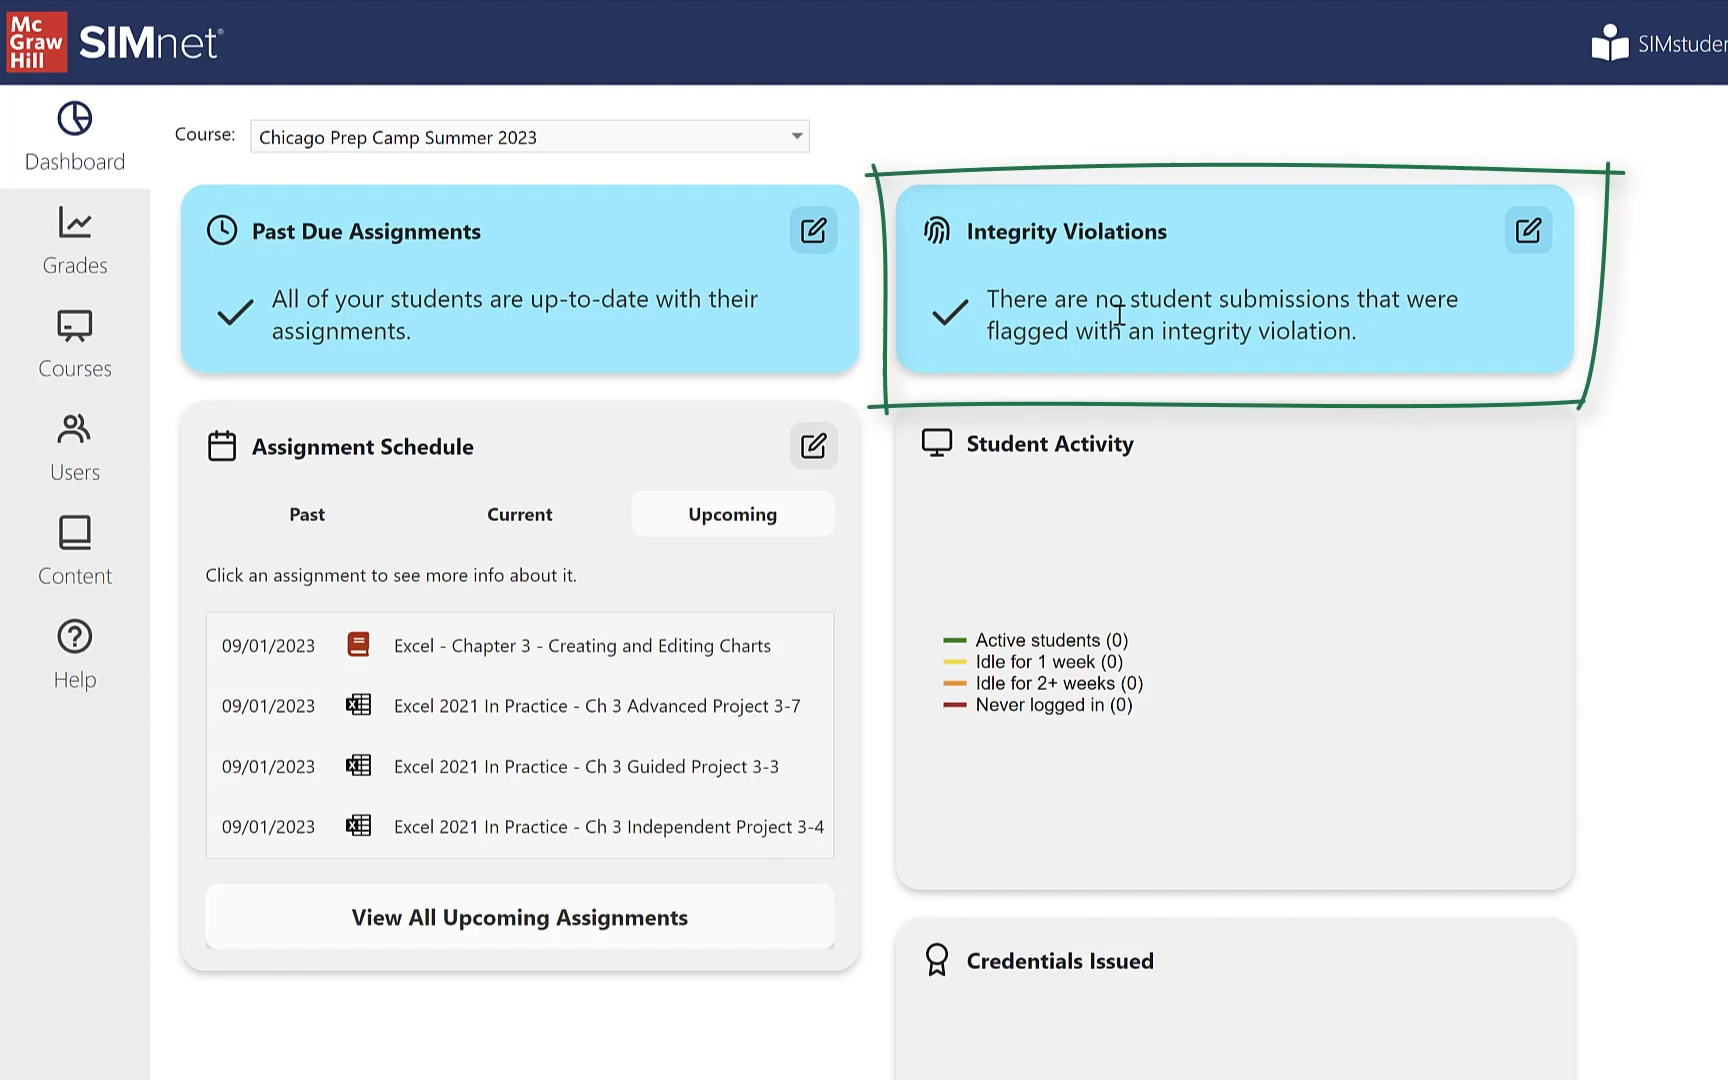 Mc
Graw
Hill
SIMnet®
Dashboard
Grades
Courses
Users
Content
Help
Course:
Chicago Prep Camp Summer 2023
Past Due Assignments
All of your students are up-to-date with their
assignments.
Integrity Violations
There are no student submissions that were
flagged with an integrity violation.
Assignment Schedule
Past
Current
Upcoming
Click an assignment to see more info about it.
09/01/2023 Excel - Chapter 3 - Creating and Editing Charts
09/01/2023 Excel 2021 In Practice - Ch 3 Advanced Project 3-7
09/01/2023 Excel 2021 In Practice - Ch 3 Guided Project 3-3
09/01/2023 Excel 2021 In Practice - Ch 3 Independent Project 3-4
View All Upcoming Assignments
Student Activity
Active students (0)
Idle for 1 week (0)
Idle for 2+ weeks (0)
Never logged in (0)
Credentials Issued